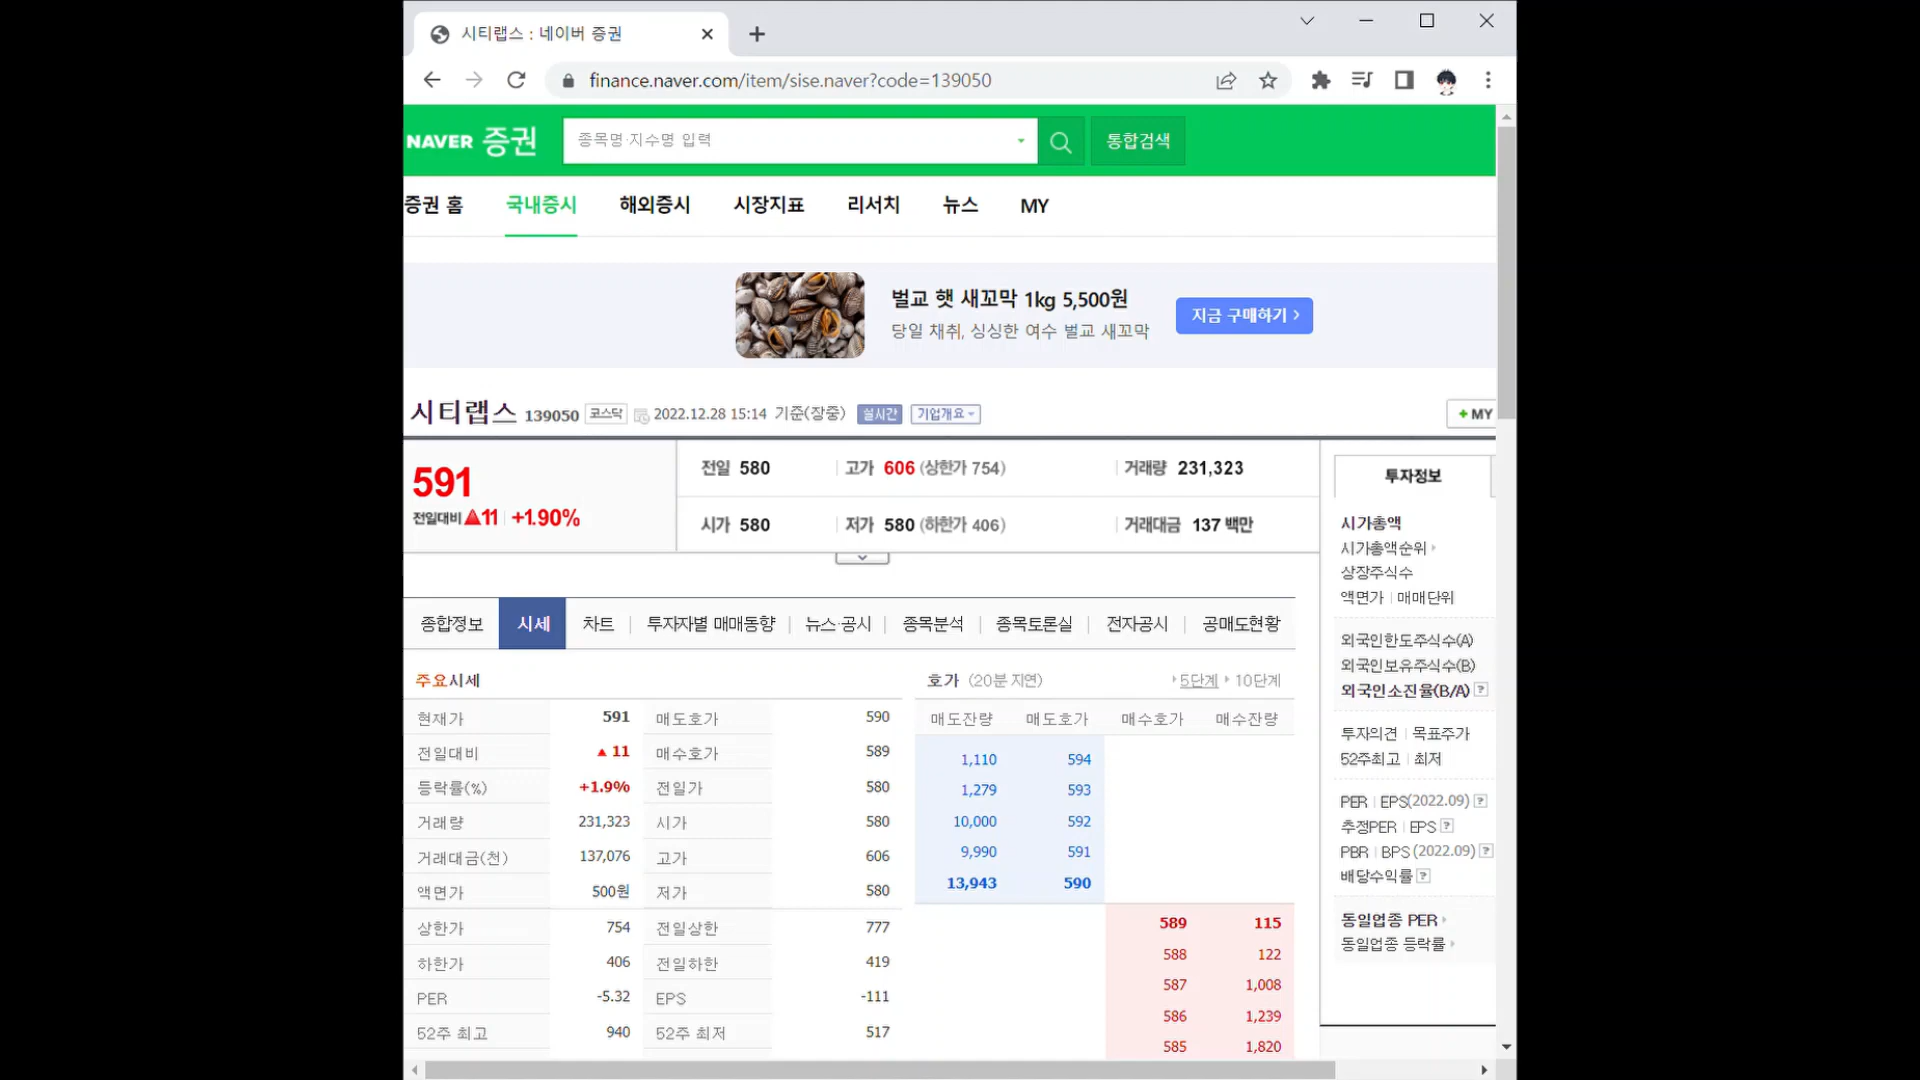 시티랩스 : 네이버 증권
finance.naver.com/item/sise.naver?code=139050
NAVER 증권 종목명·지수명 입력 통합검색
증권 홈 국내증시 해외증시 시장지표 리서치 뉴스 MY
벌교 햇 새꼬막 1kg 5,500원
당일 채취, 싱싱한 여수 벌교 새꼬막
지금 구매하기 >
시티랩스 139050 코스닥 2022.12.28 15:14 기준(장중) 실시간 기업개요 + MY
591
전일대비 ▲11 +1.90%
전일 580 고가 606 (상한가 754) 거래량 231,323
시가 580 저가 580 (하한가 406) 거래대금 137 백만
종합정보 시세 차트 투자자별 매매동향 뉴스·공시 종목분석 종목토론실 전자공시 공매도현황
주요시세
현재가 591 매도호가 590
전일대비 ▲ 11 매수호가 589
등락률(%) +1.9% 전일가 580
거래량 231,323 시가 580
거래대금(천) 137,076 고가 606
액면가 500원 저가 580
상한가 754 전일상한 777
하한가 406 전일하한 419
PER -5.32 EPS -111
52주 최고 940 52주 최저 517
호가 (20분 지연) 5단계 10단계
매도잔량 매도호가 매수호가 매수잔량
1,110 594
1,279 593
10,000 592
9,990 591
13,943 590
589 115
588 122
587 1,008
586 1,239
585 1,820
투자정보
시가총액
시가총액순위
상장주식수
액면가 | 매매단위
외국인한도주식수(A)
외국인보유주식수(B)
외국인소진율(B/A) ?
투자의견 | 목표주가
52주최고 | 최저
PER | EPS(2022.09) ?
추정PER | EPS ?
PBR | BPS (2022.09) ?
배당수익률 ?
동일업종 PER
동일업종 등락률